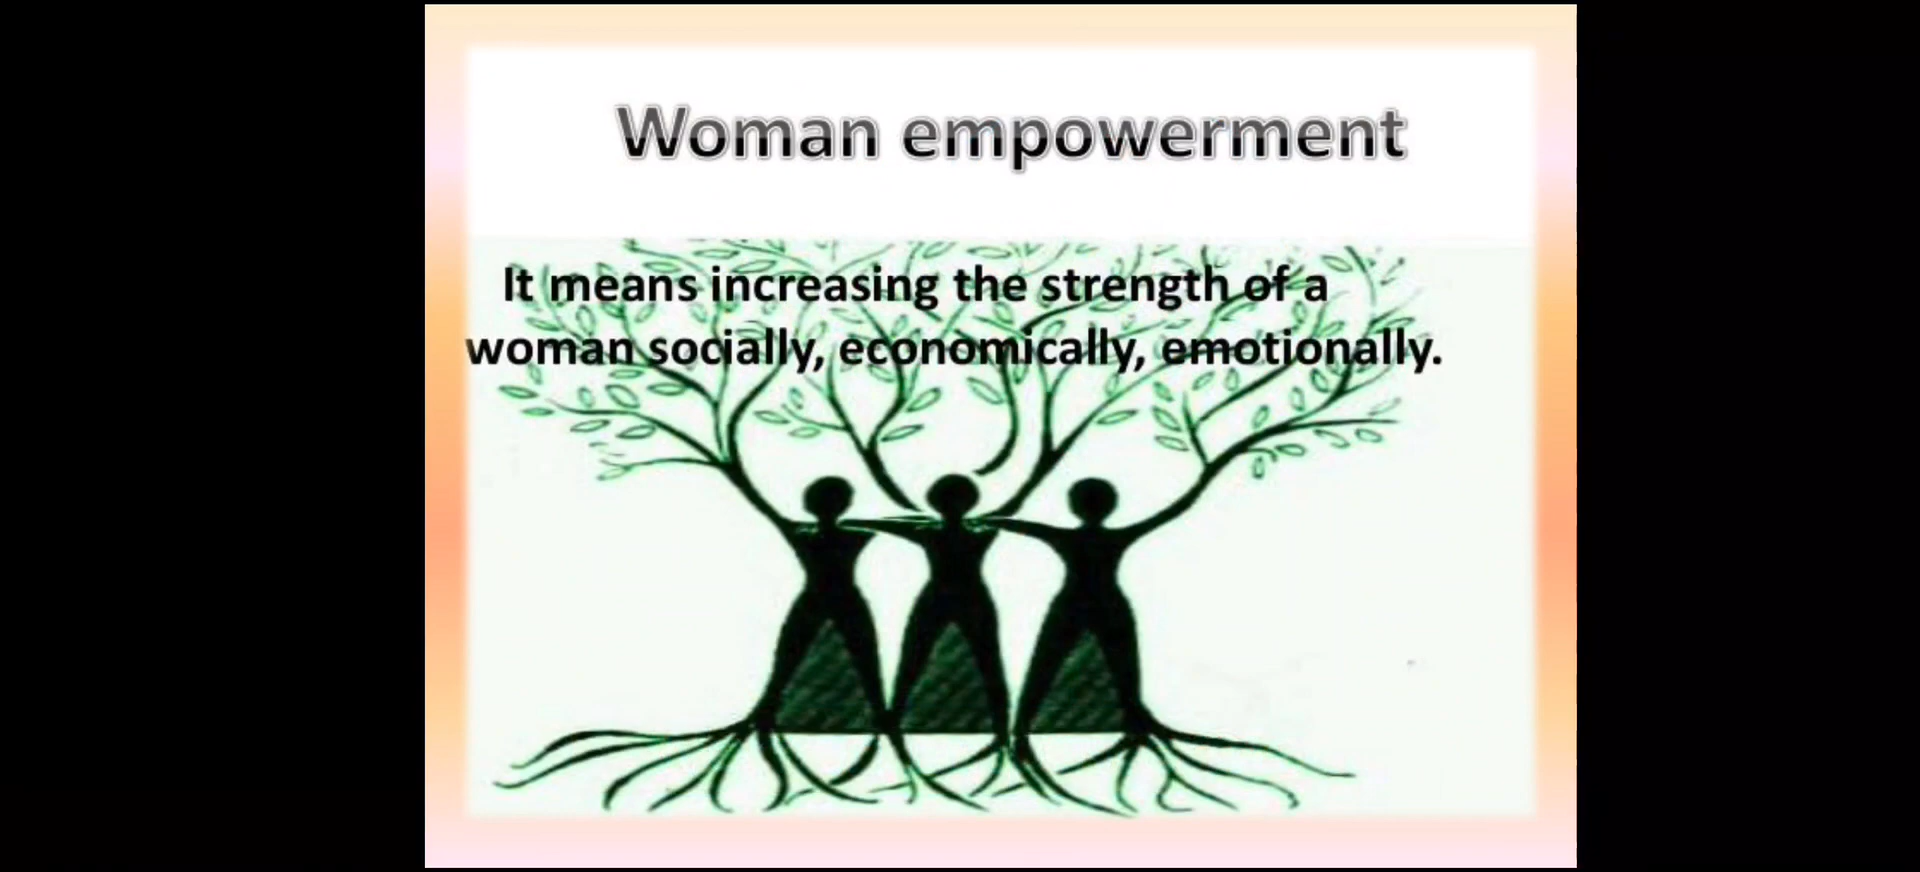 Woman empowerment
It means increasing the strength of a
woman socially, economically, emotionally.